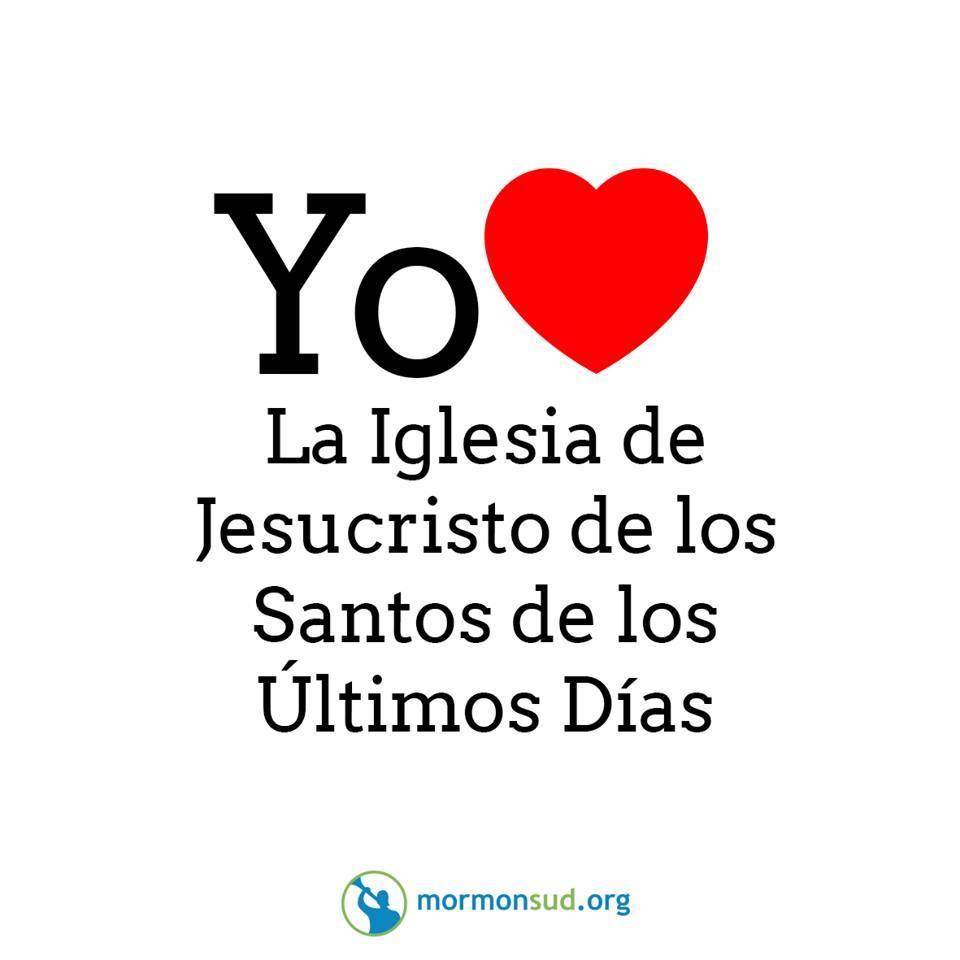 Yo
La Iglesia de
Jesucristo de los
Santos de los
Últimos Días
mormonsud.org